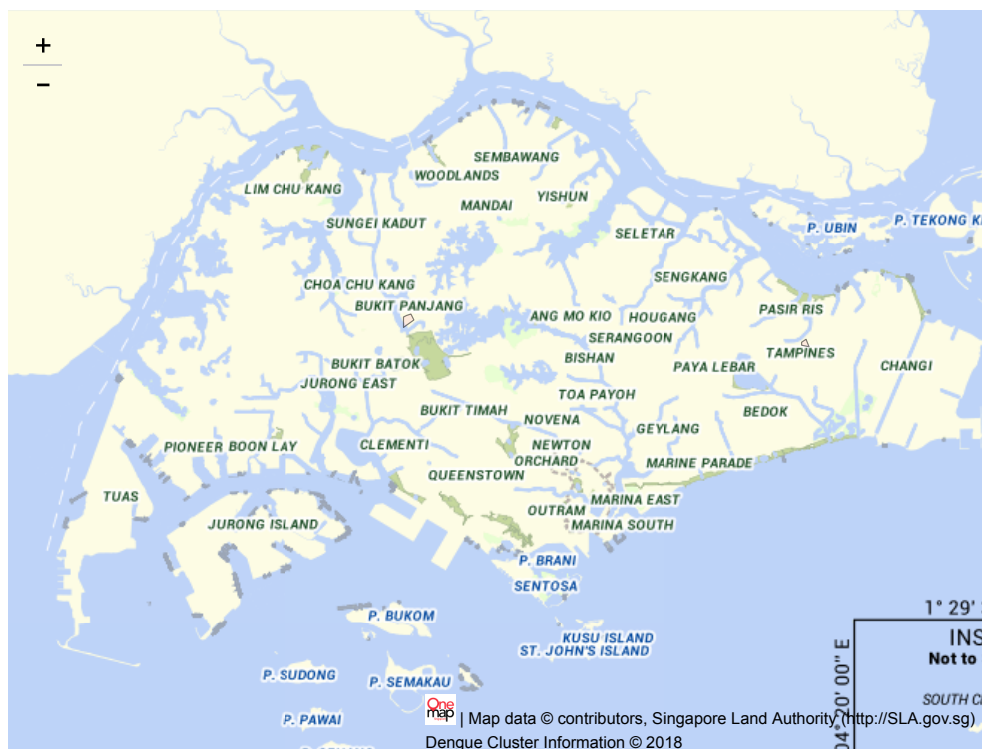 +
−
SEMBAWANG
WOODLANDS
LIM CHU KANG
YISHUN
MANDAI
SUNGEI KADUT
P. TEKONG
P. UBIN
SELETAR
SENGKANG
CHOA CHU KANG
BUKIT PANJANG
PASIR RIS
ANG MO KIO
HOUGANG
SERANGOON
TAMPINES
BISHAN
BUKIT BATOK
PAYA LEBAR
CHANGI
JURONG EAST
TOA PAYOH
BUKIT TIMAH
BEDOK
NOVENA
GEYLANG
PIONEER
BOON LAY
CLEMENTI
NEWTON
ORCHARD
MARINE PARADE
QUEENSTOWN
TUAS
MARINA EAST
OUTRAM
JURONG ISLAND
MARINA SOUTH
P. BRANI
SENTOSA
1° 29'
P. BUKOM
KUSU ISLAND
ST. JOHN'S ISLAND
INS
Not to
P. SUDONG
P. SEMAKAU
04° 20' 00" E
SOUTH
P. PAWAI
One map | Map data © contributors, Singapore Land Authority (http://SLA.gov.sg)
Dengue Cluster Information © 2018